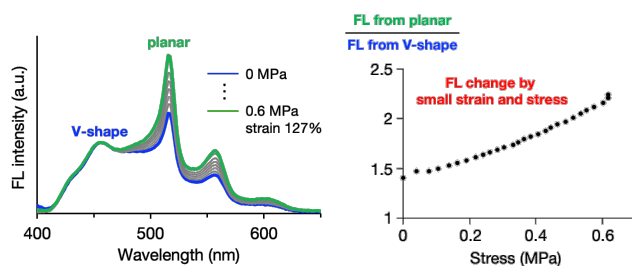 FL intensity (a.u.)
planar
V-shape
0 MPa
⋮
0.6 MPa
strain 127%
400
500
600
Wavelength (nm)
FL from planar
FL from V-shape
FL change by
small strain and stress
2.5
2
1.5
1
0
0.2
0.4
0.6
Stress (MPa)